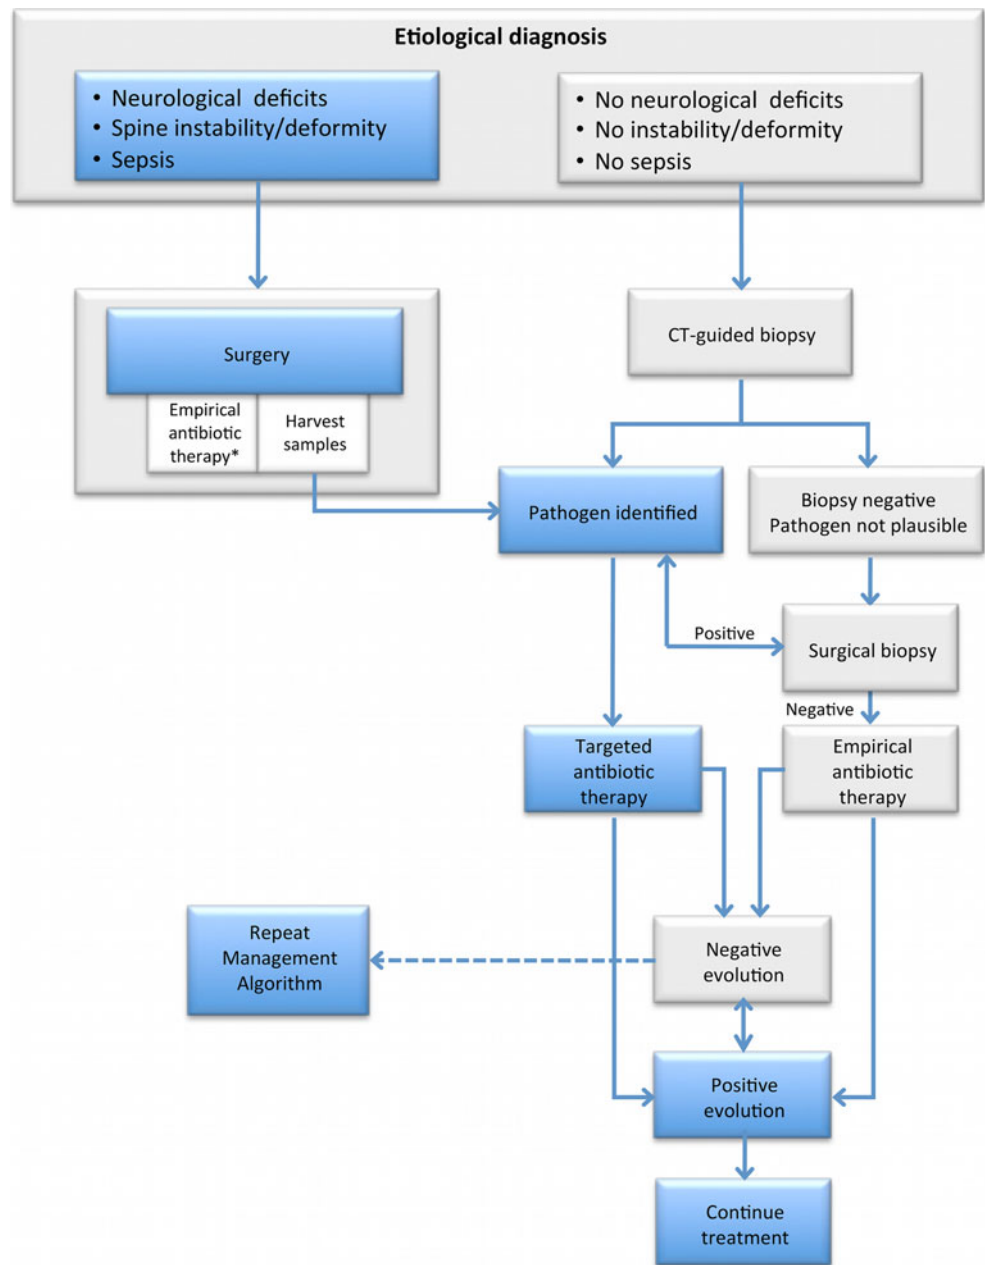 Etiological diagnosis
• Neurological deficits
• Spine instability/deformity
• Sepsis
• No neurological deficits
• No instability/deformity
• No sepsis
Surgery
Empirical
antibiotic
therapy*
Harvest
samples
CT-guided biopsy
Pathogen identified
Biopsy negative
Pathogen not plausible
Positive
Surgical biopsy
Negative
Targeted
antibiotic
therapy
Empirical
antibiotic
therapy
Repeat
Management
Algorithm
Negative
evolution
Positive
evolution
Continue
treatment